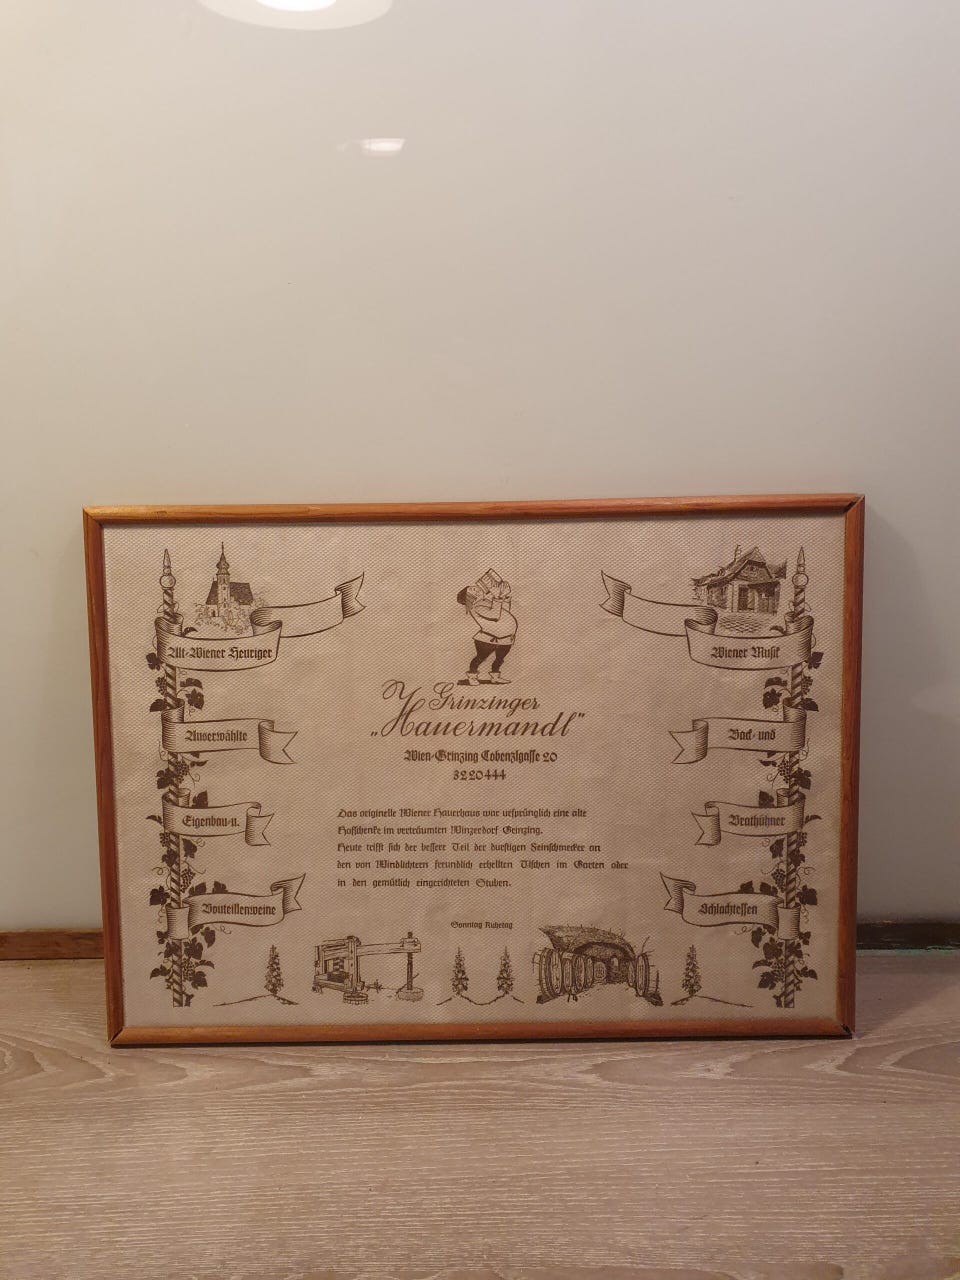 Alt-Wiener Heuriger
Auserwählte
Eigenbau-u.
Bouteillenweine
Grinzinger
„Hauermandl"
Wien-Grinzing Cobenzlgasse 20
3220444
Das originelle Wiener Hauerhaus war ursprünglich eine alte
Hofschenke im verträumten Winzerdorf Grinzing.
Heute trifft sich der bessere Teil der durstigen Feinschmecker an
den von Windlichtern freundlich erhellten Tischen im Garten oder
in den gemütlich eingerichteten Stuben.
Sonntag Ruhetag
Wiener Musik
Back- und
Brathühner
Schlachtessen